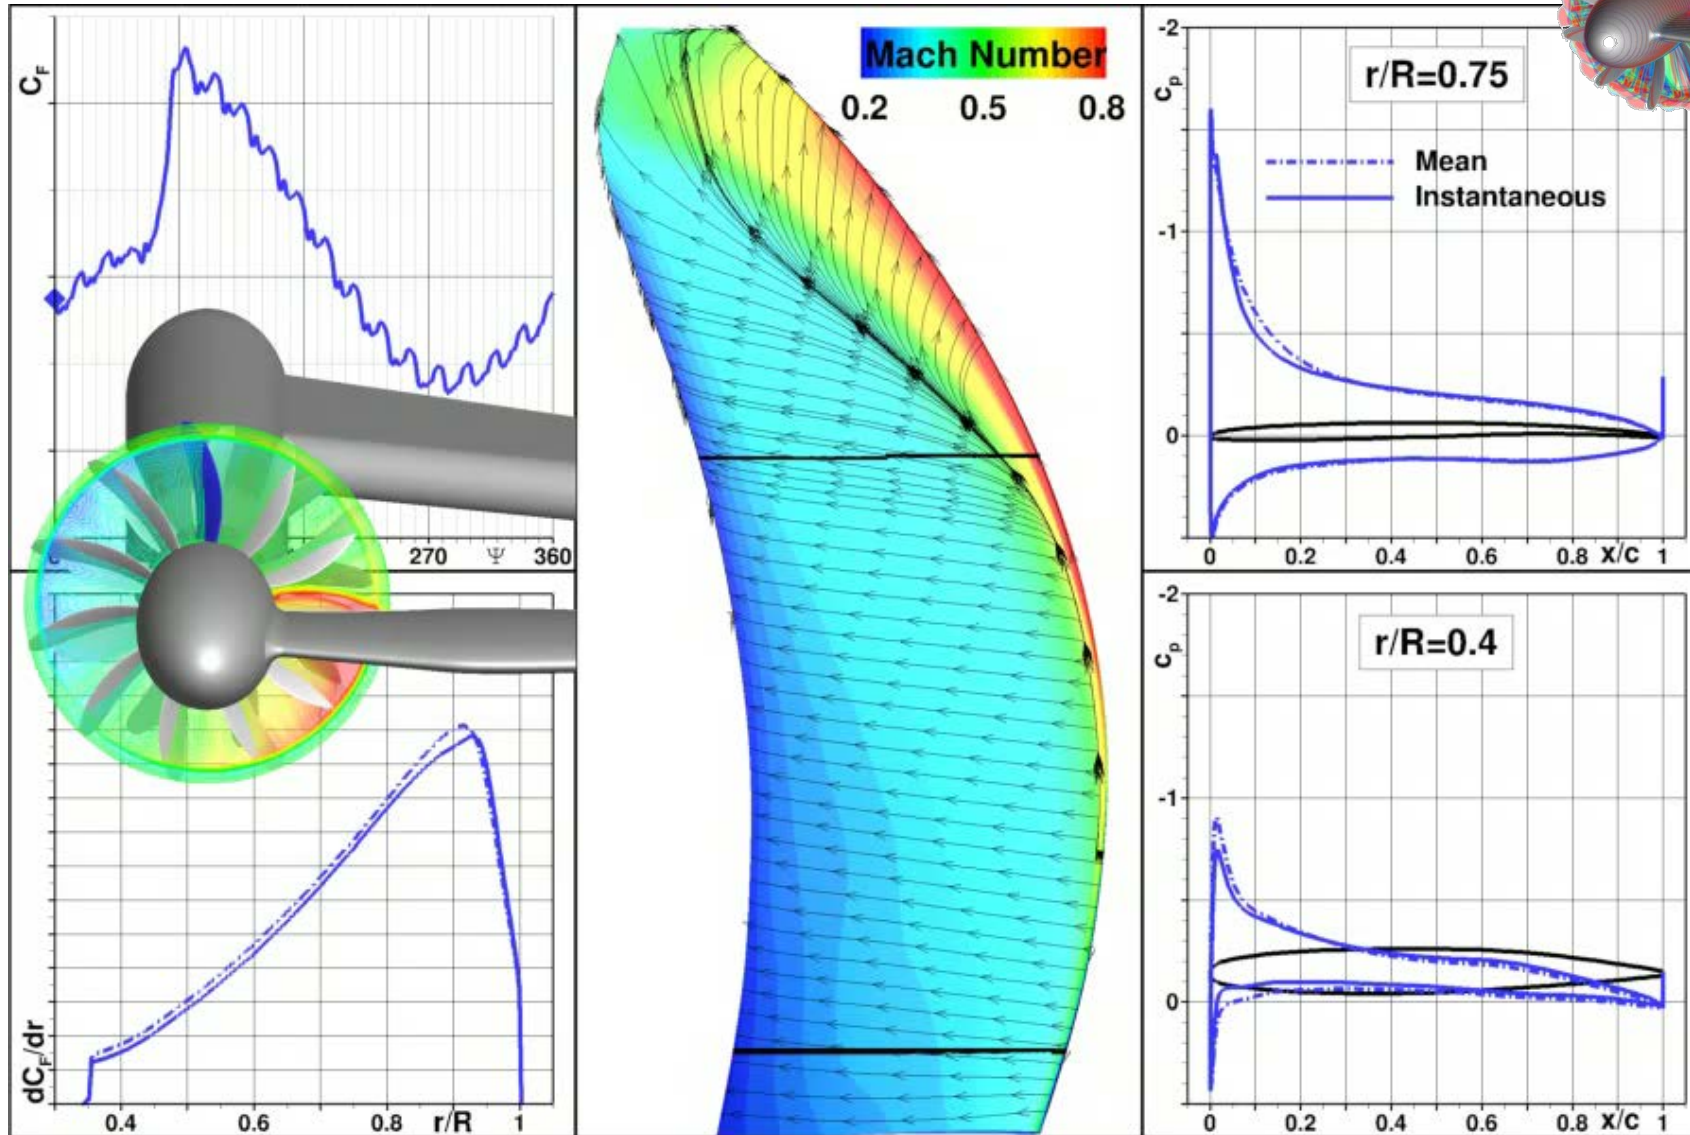 C_F
270 Ψ 360
dC_F/dr
0.4 0.6 0.8 r/R 1
Mach Number
0.2 0.5 0.8
r/R=0.75
c_p
-2
-1
0
Mean
Instantaneous
0 0.2 0.4 0.6 0.8 x/c 1
r/R=0.4
c_p
-2
-1
0
0 0.2 0.4 0.6 0.8 x/c 1